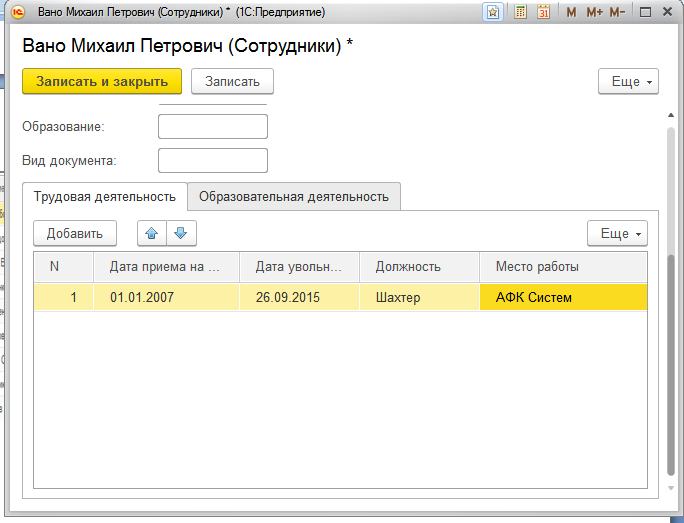 Вано Михаил Петрович (Сотрудники) * (1С:Предприятие)
31 M M+ M-
Вано Михаил Петрович (Сотрудники) *
Записать и закрыть Записать Еще
Образование:
Вид документа:
Трудовая деятельность Образовательная деятельность
Добавить Еще
N Дата приема на ... Дата увольн... Должность Место работы
1 01.01.2007 26.09.2015 Шахтер АФК Систем